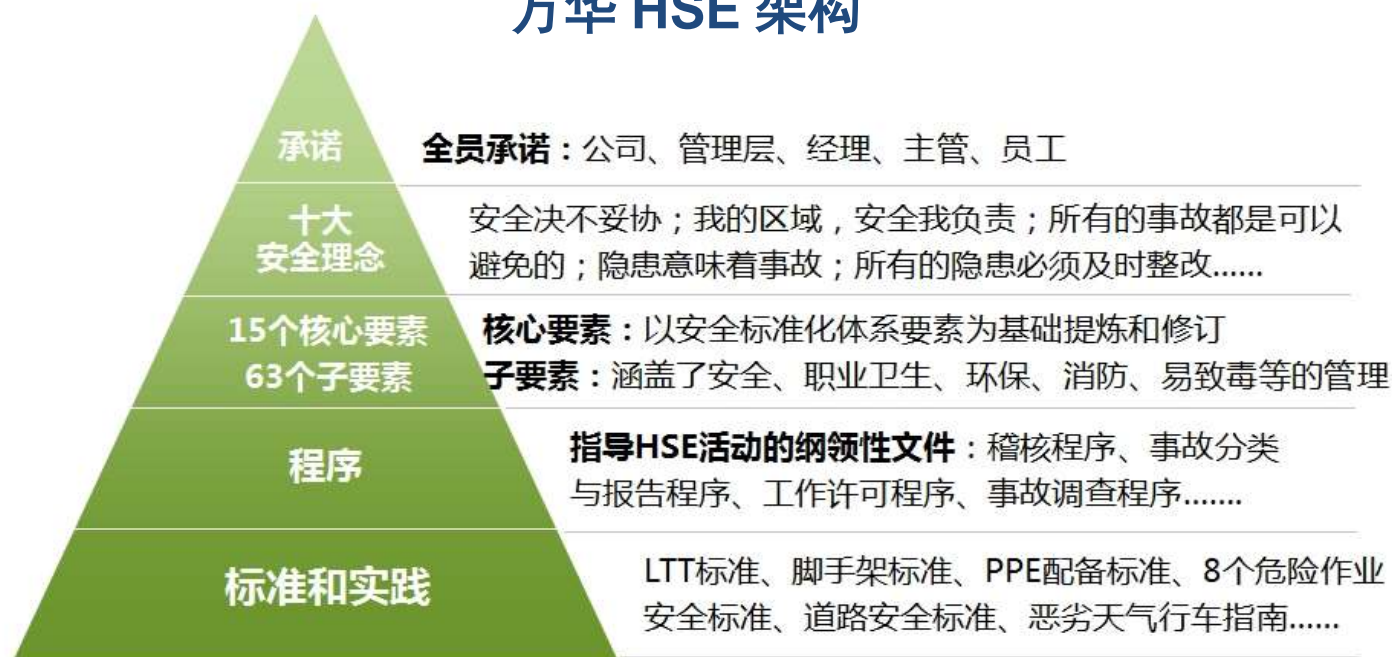 万华 HSE 架构
承诺
全员承诺：公司、管理层、经理、主管、员工
十大
安全理念
安全决不妥协；我的区域，安全我负责；所有的事故都是可以
避免的；隐患意味着事故；所有的隐患必须及时整改......
15个核心要素
63个子要素
核心要素：以安全标准化体系要素为基础提炼和修订
子要素：涵盖了安全、职业卫生、环保、消防、易致毒等的管理
程序
指导HSE活动的纲领性文件：稽核程序、事故分类
与报告程序、工作许可程序、事故调查程序.......
标准和实践
LTT标准、脚手架标准、PPE配备标准、8个危险作业
安全标准、道路安全标准、恶劣天气行车指南......